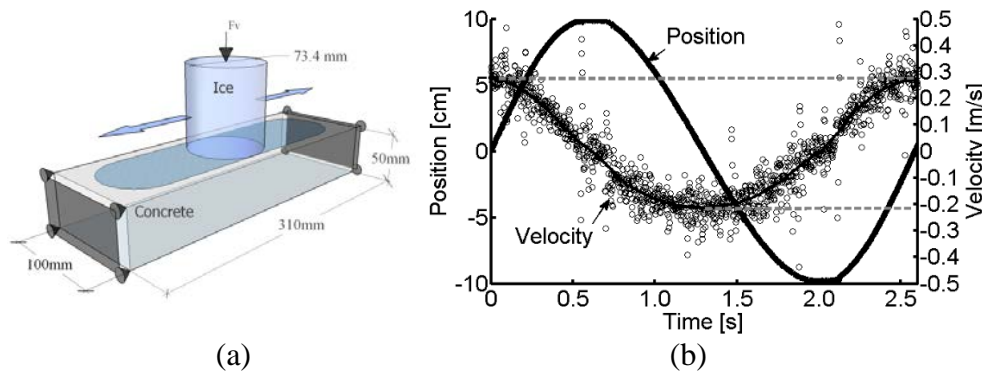 Fv
73.4 mm
Ice
50mm
Concrete
310mm
100mm
(a)
Position [cm]
10
5
0
-5
-10
Position
Velocity
0 0.5 1.0 1.5 2.0 2.5
Time [s]
0.5
0.4
0.3
0.2
0.1
0
-0.1
-0.2
-0.3
-0.4
-0.5
Velocity [m/s]
(b)